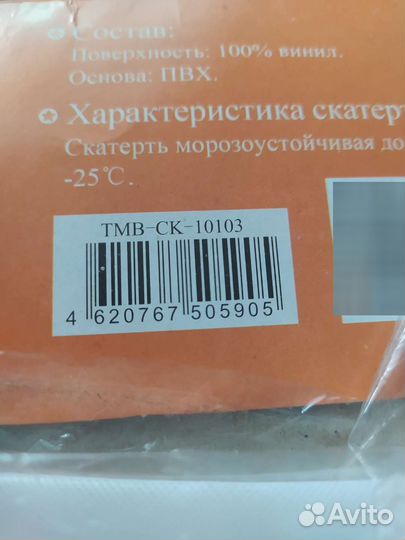 ✪ Состав:
Поверхность: 100% винил.
Основа: ПВХ.
✪ Характеристика скатерт
Скатерть морозоустойчивая до
-25℃.
TMB-CK-10103
4 620767 505905
Avito